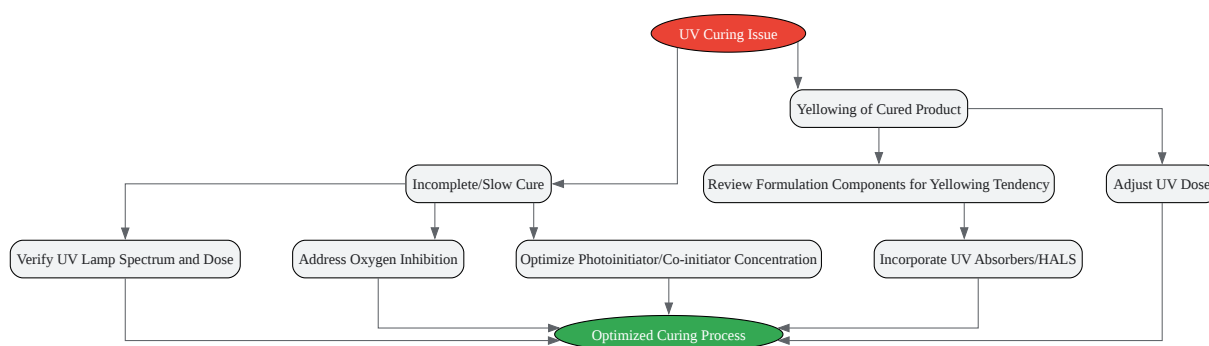 UV Curing Issue
Yellowing of Cured Product
Incomplete/Slow Cure
Review Formulation Components for Yellowing Tendency
Adjust UV Dose
Verify UV Lamp Spectrum and Dose
Address Oxygen Inhibition
Optimize Photoinitiator/Co-initiator Concentration
Incorporate UV Absorbers/HALS
Optimized Curing Process